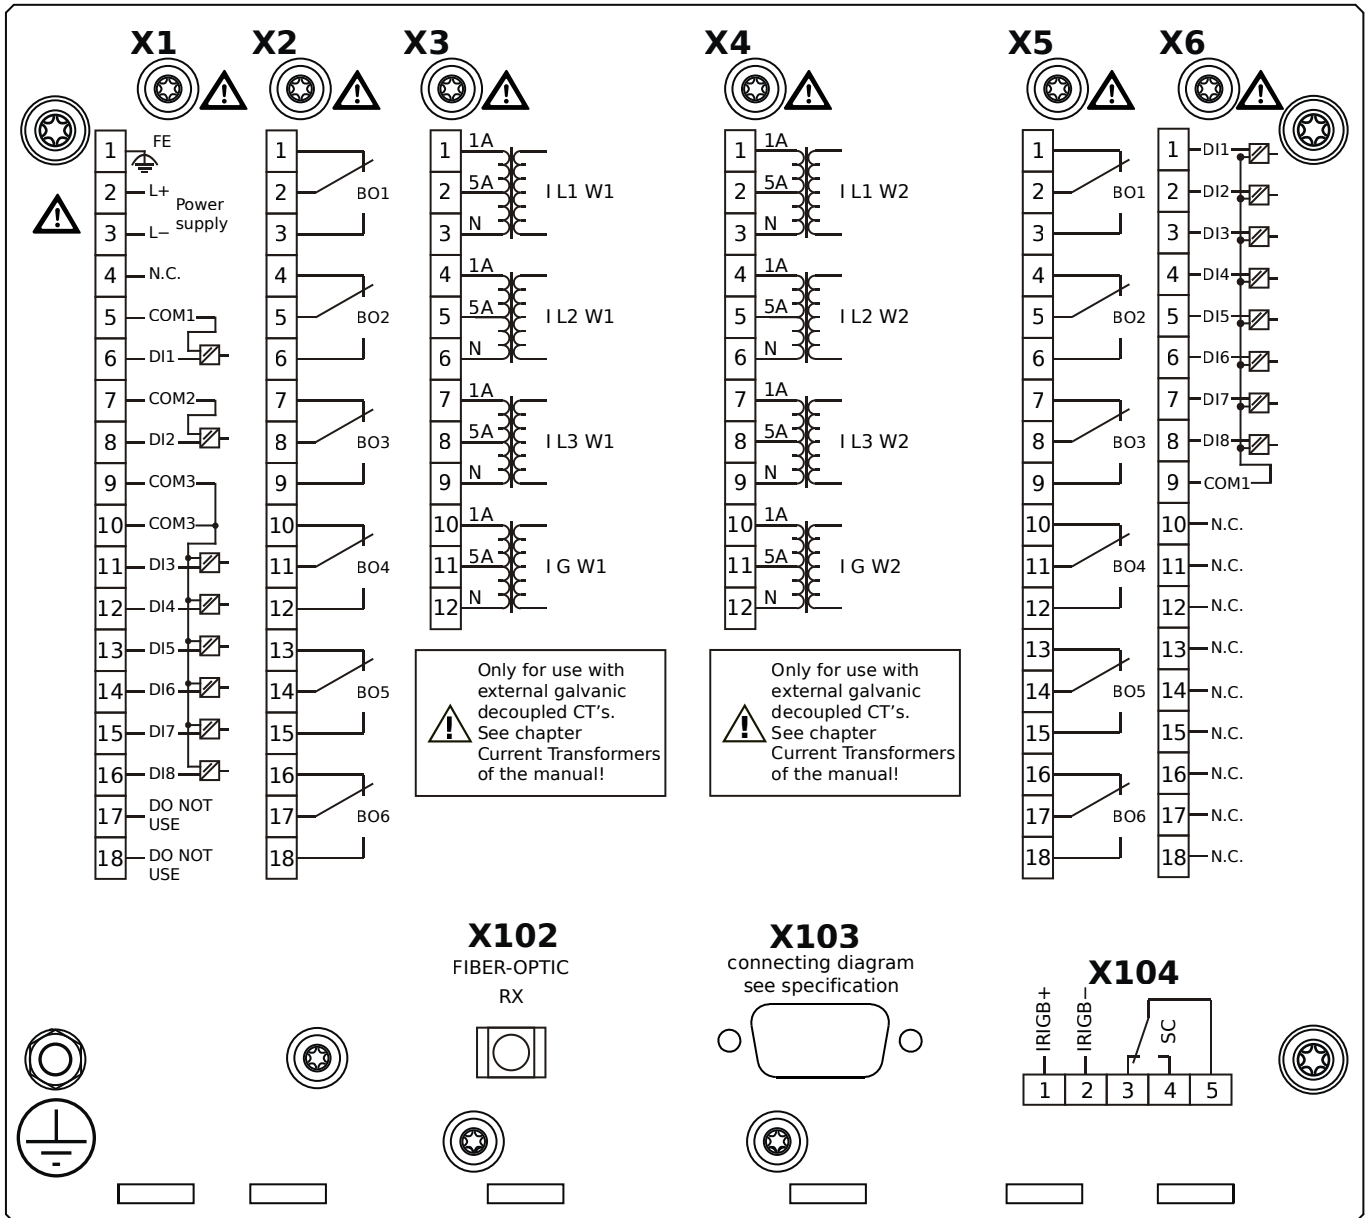 X1 X2 X3 X4 X5 X6
1 FE
2 L+
Power
supply
3 L−
4 N.C.
5 COM1
6 DI1
7 COM2
8 DI2
9 COM3
10 COM3
11 DI3
12 DI4
13 DI5
14 DI6
15 DI7
16 DI8
17 DO NOT
USE
18 DO NOT
USE
1
2 BO1
3
4
5 BO2
6
7
8 BO3
9
10
11 BO4
12
13
14 BO5
15
16
17 BO6
18
1 1A
2 5A I L1 W1
3 N
4 1A
5 5A I L2 W1
6 N
7 1A
8 5A I L3 W1
9 N
10 1A
11 5A I G W1
12 N
Only for use with
external galvanic
decoupled CT's.
See chapter
Current Transformers
of the manual!
1 1A
2 5A I L1 W2
3 N
4 1A
5 5A I L2 W2
6 N
7 1A
8 5A I L3 W2
9 N
10 1A
11 5A I G W2
12 N
Only for use with
external galvanic
decoupled CT's.
See chapter
Current Transformers
of the manual!
1
2 BO1
3
4
5 BO2
6
7
8 BO3
9
10
11 BO4
12
13
14 BO5
15
16
17 BO6
18
1 DI1
2 DI2
3 DI3
4 DI4
5 DI5
6 DI6
7 DI7
8 DI8
9 COM1
10 N.C.
11 N.C.
12 N.C.
13 N.C.
14 N.C.
15 N.C.
16 N.C.
17 N.C.
18 N.C.
X102
FIBER-OPTIC
RX
X103
connecting diagram
see specification
X104
IRIGB+
IRIGB−
SC
1 2 3 4 5